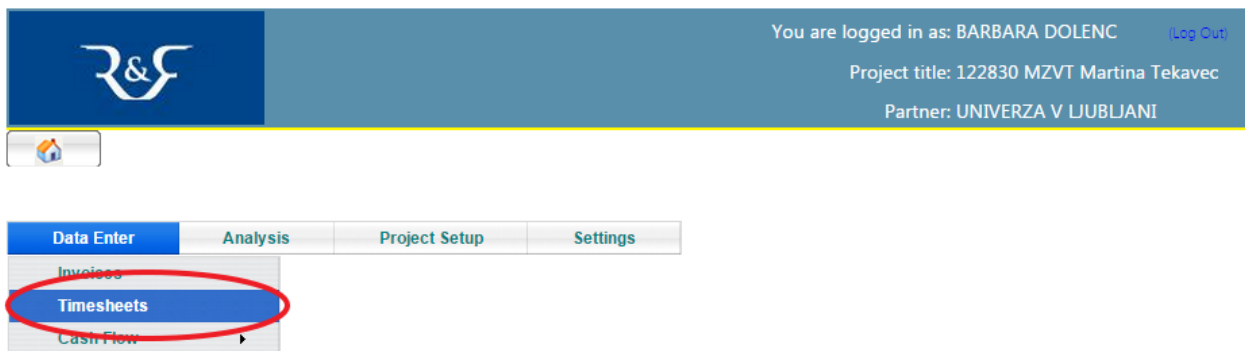 R&F
You are logged in as: BARBARA DOLENC (Log Out)
Project title: 122830 MZVT Martina Tekavec
Partner: UNIVERZA V LJUBLJANI
Data Enter Analysis Project Setup Settings
Invoices
Timesheets
Cash Flow